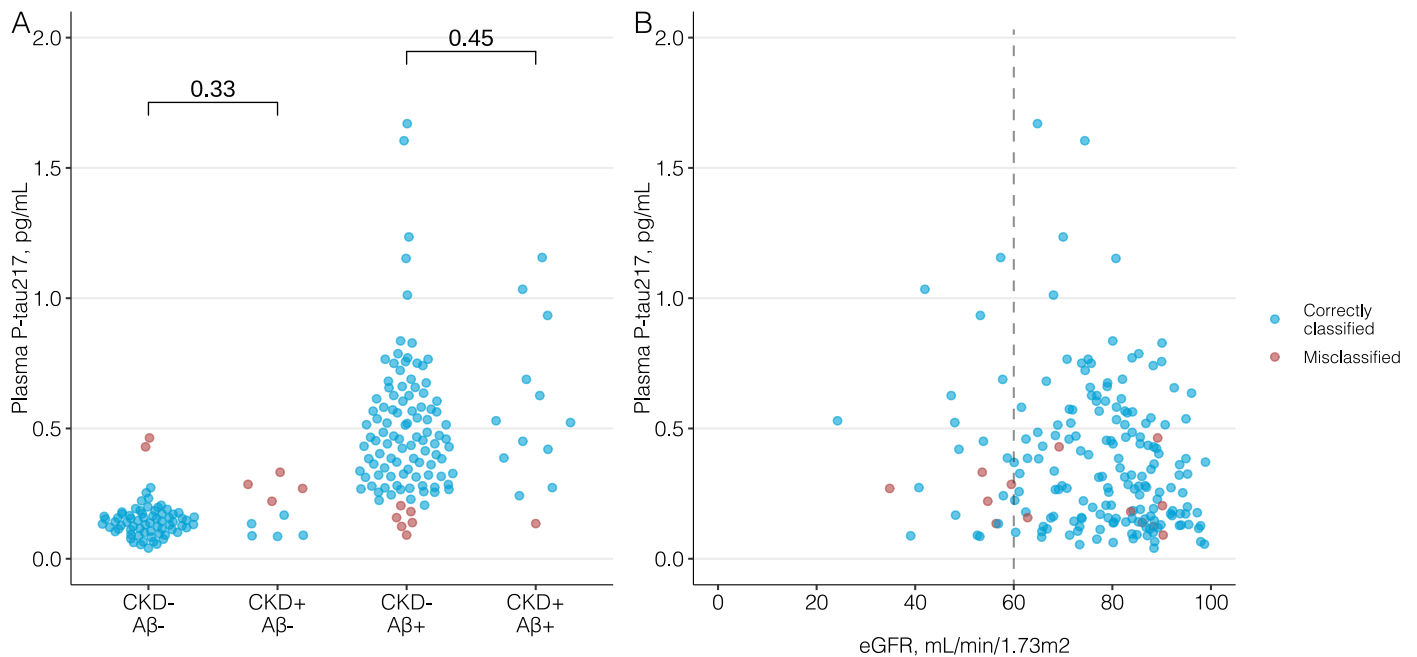 A
2.0
1.5
1.0
0.5
0.0
Plasma P-tau217, pg/mL
0.33
0.45
CKD-
Aβ-
CKD+
Aβ-
CKD-
Aβ+
CKD+
Aβ+
B
2.0
1.5
1.0
0.5
0.0
Plasma P-tau217, pg/mL
0
20
40
60
80
100
eGFR, mL/min/1.73m2
Correctly
classified
Misclassified